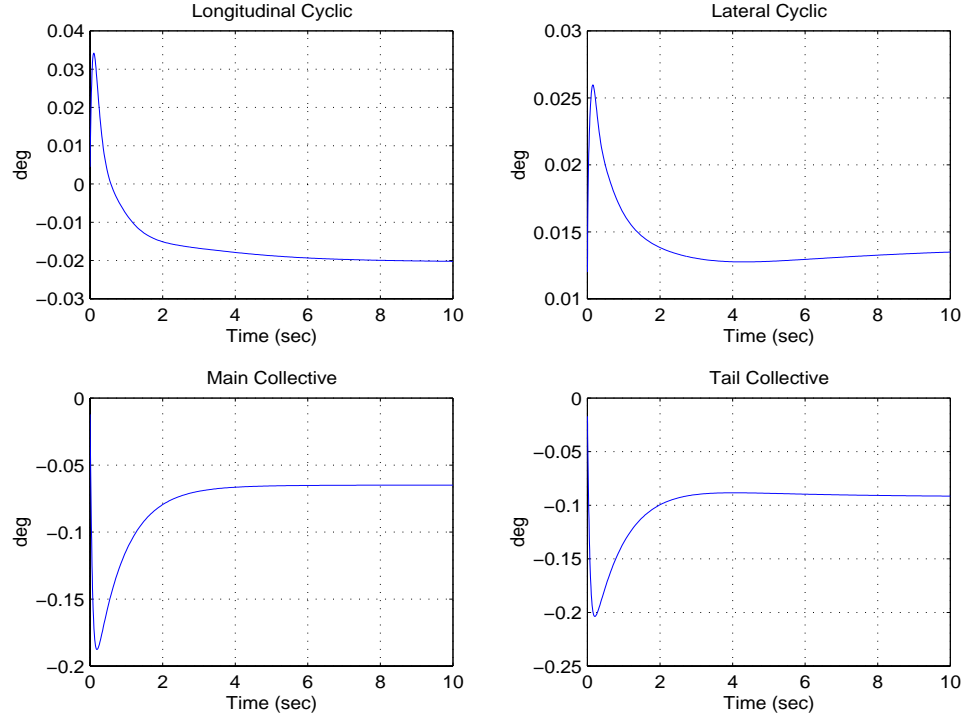 Longitudinal Cyclic
0.04
0.03
0.02
0.01
0
−0.01
−0.02
−0.03
deg
0 2 4 6 8 10
Time (sec)
Lateral Cyclic
0.03
0.025
0.02
0.015
0.01
deg
0 2 4 6 8 10
Time (sec)
Main Collective
0
−0.05
−0.1
−0.15
−0.2
deg
0 2 4 6 8 10
Time (sec)
Tail Collective
0
−0.05
−0.1
−0.15
−0.2
−0.25
deg
0 2 4 6 8 10
Time (sec)